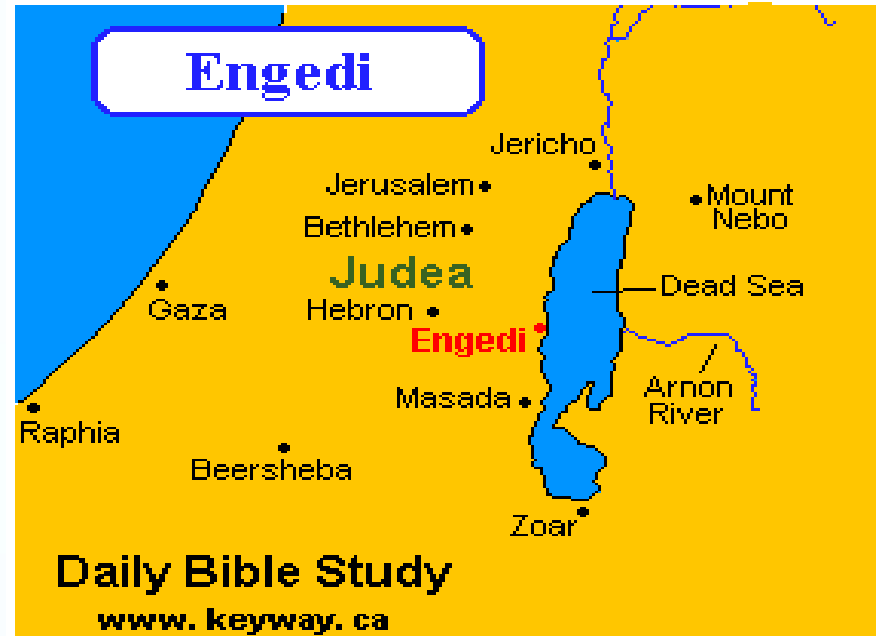 Engedi
Jericho
Jerusalem
Mount
Nebo
Bethlehem
Judea
Dead Sea
Gaza
Hebron
Engedi
Arnon
River
Masada
Raphia
Beersheba
Zoar
Daily Bible Study
www.keyway.ca